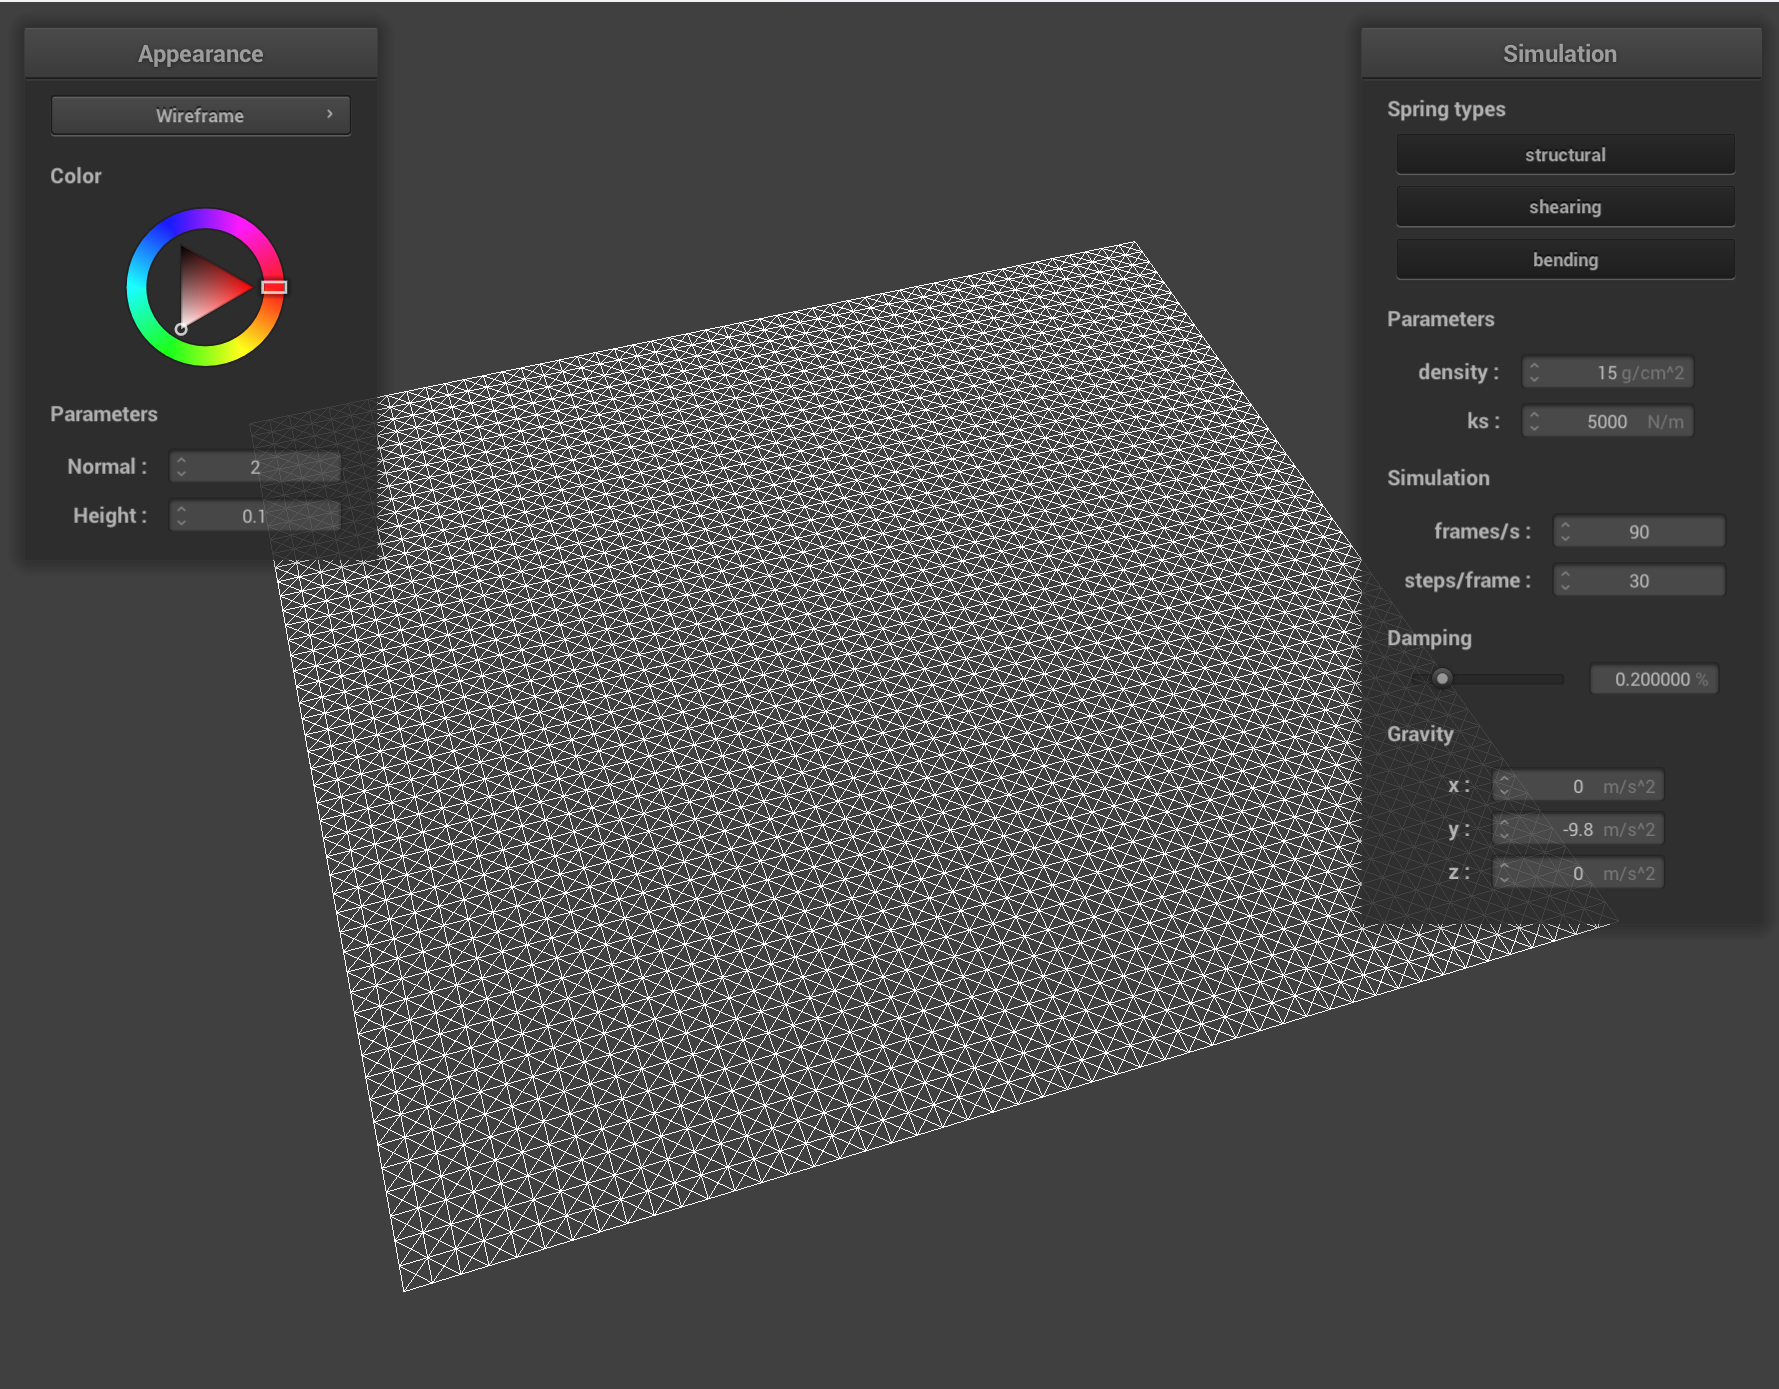 Appearance
Wireframe
Color
Parameters
Normal : 2
Height : 0.1
Simulation
Spring types
structural
shearing
bending
Parameters
density : 15 g/cm^2
ks : 5000 N/m
Simulation
frames/s : 90
steps/frame : 30
Damping
0.200000 %
Gravity
x : 0 m/s^2
y : -9.8 m/s^2
z : 0 m/s^2